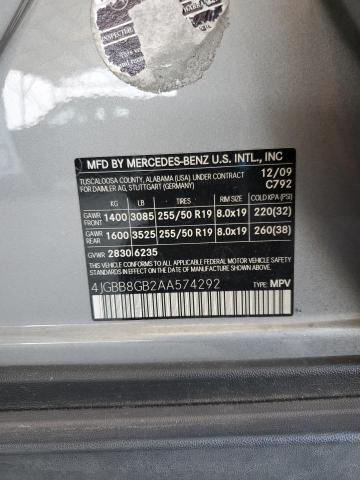 INSPECTED
MFD BY MERCEDES-BENZ U.S. INTL., INC
TUSCALOOSA COUNTY, ALABAMA (USA) UNDER CONTRACT 12/09
FOR DAIMLER AG, STUTTGART (GERMANY) C792
KG LB TIRES RIM SIZE COLD KPA (PSI)
GAWR FRONT 1400 3085 255/50 R19 8.0x19 220(32)
GAWR REAR 1600 3525 255/50 R19 8.0x19 260(38)
GVWR 2830 6235
THIS VEHICLE CONFORMS TO ALL APPLICABLE FEDERAL MOTOR VEHICLE
SAFETY STANDARDS IN EFFECT ON THE DATE OF MANUFACTURE SHOWN ABOVE
4JGBB8GB2AA574292 TYPE: MPV